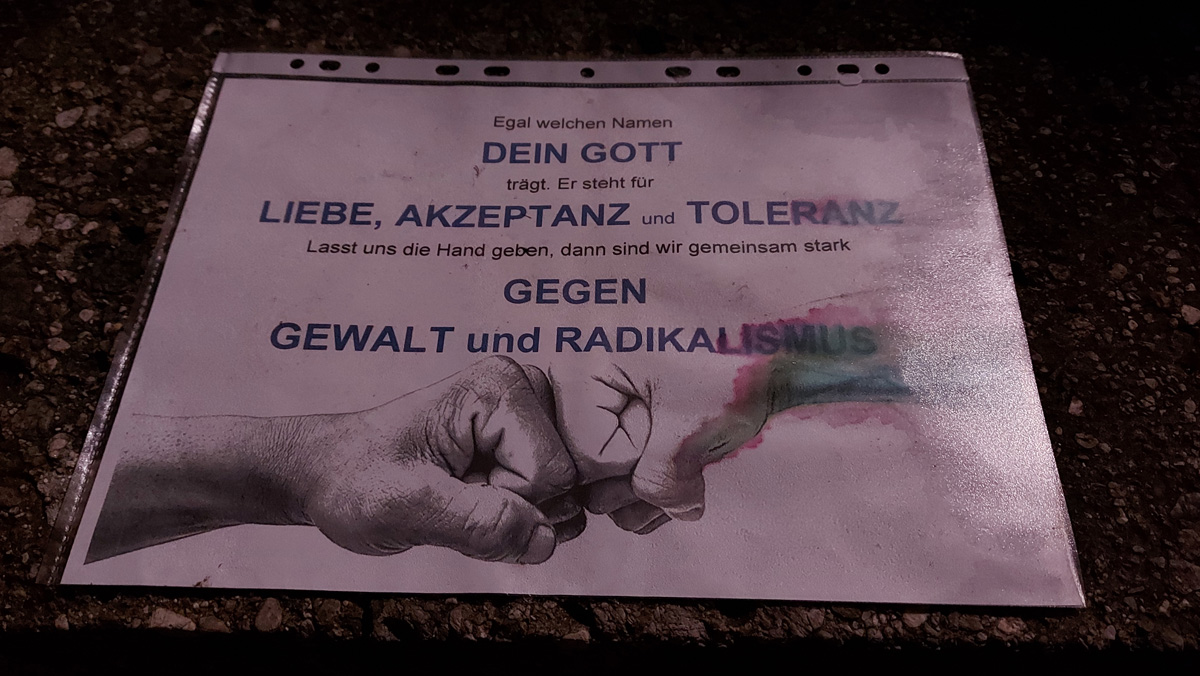 Egal welchen Namen
DEIN GOTT
trägt. Er steht für
LIEBE, AKZEPTANZ und TOLERANZ
Lasst uns die Hand geben, dann sind wir gemeinsam stark
GEGEN
GEWALT und RADIKALISMUS